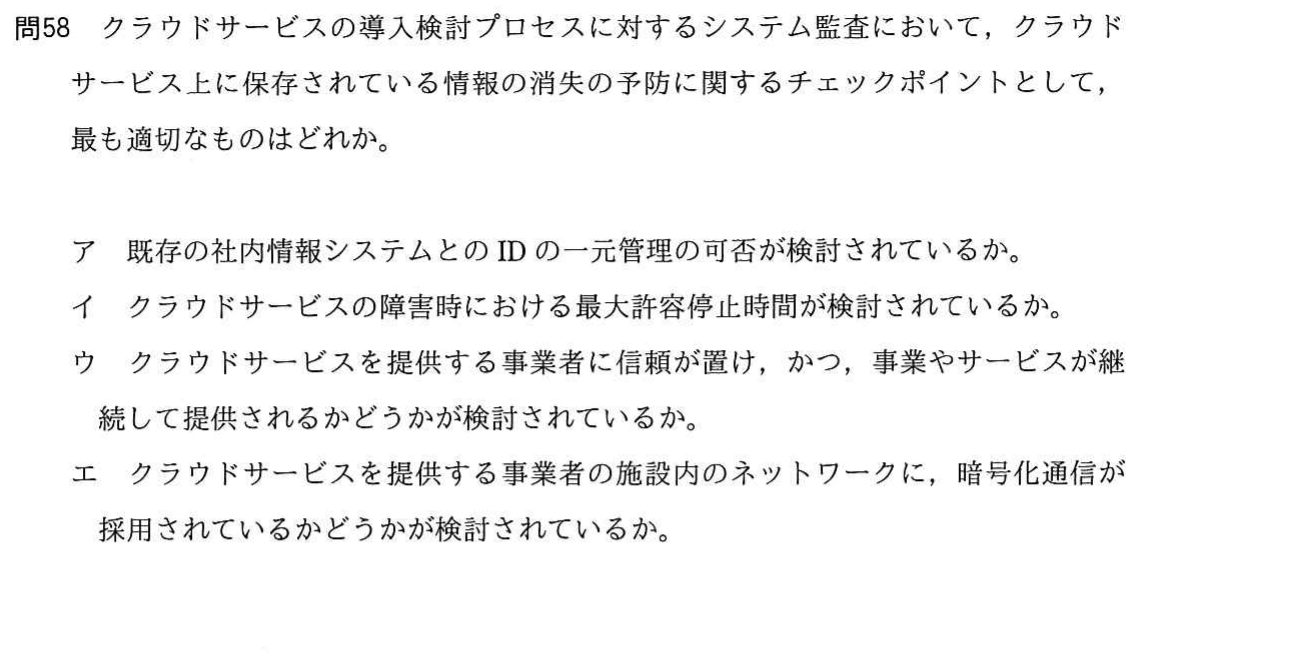 問58 クラウドサービスの導入検討プロセスに対するシステム監査において，クラウド
サービス上に保存されている情報の消失の予防に関するチェックポイントとして，
最も適切なものはどれか。
ア 既存の社内情報システムとの ID の一元管理の可否が検討されているか。
イ クラウドサービスの障害時における最大許容停止時間が検討されているか。
ウ クラウドサービスを提供する事業者に信頼が置け，かつ，事業やサービスが継
続して提供されるかどうかが検討されているか。
エ クラウドサービスを提供する事業者の施設内のネットワークに，暗号化通信が
採用されているかどうかが検討されているか。